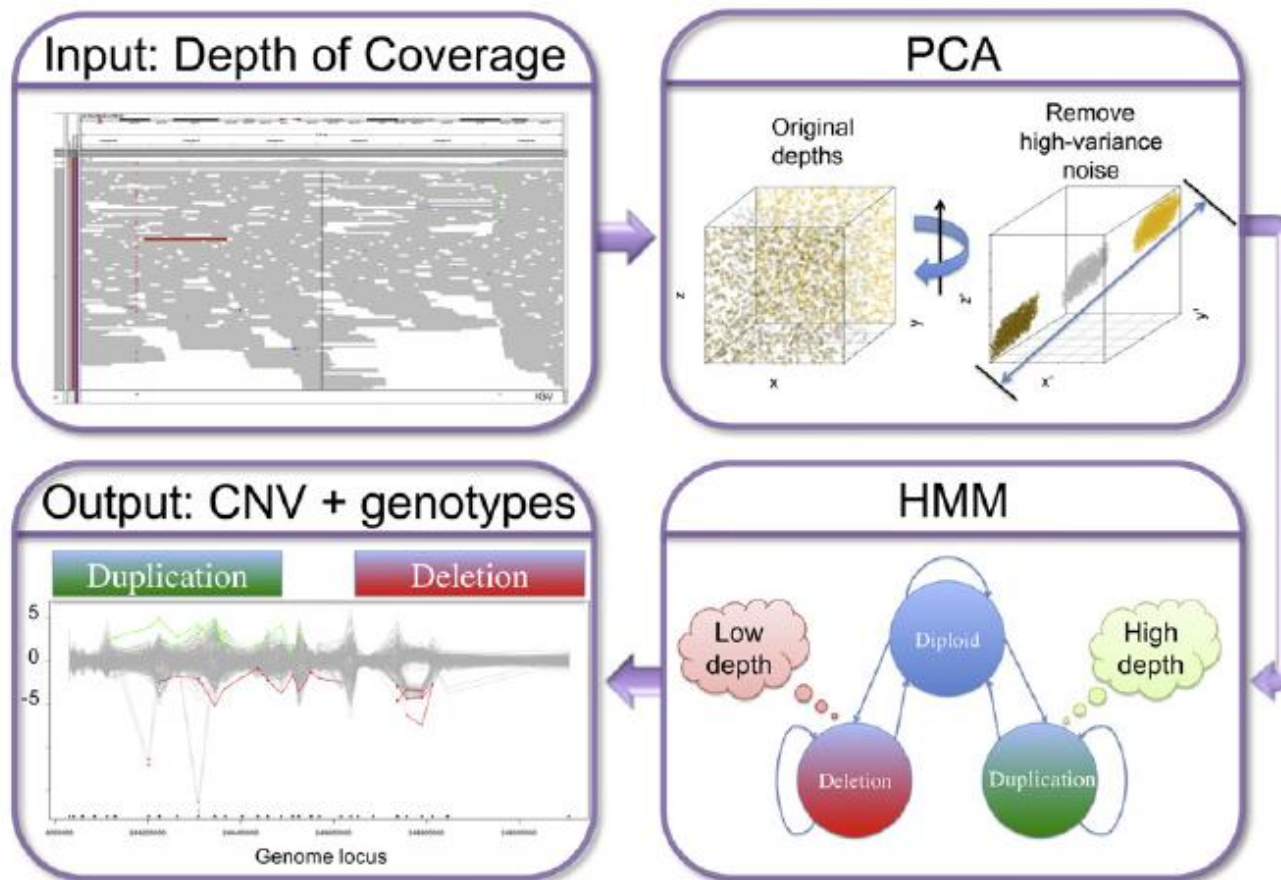 Input: Depth of Coverage
PCA
Original
depths
Remove
high-variance
noise
z
y
x
z'
y'
x'
Output: CNV + genotypes
Duplication
Deletion
5
0
-5
Genome locus
HMM
Low
depth
Diploid
High
depth
Deletion
Duplication